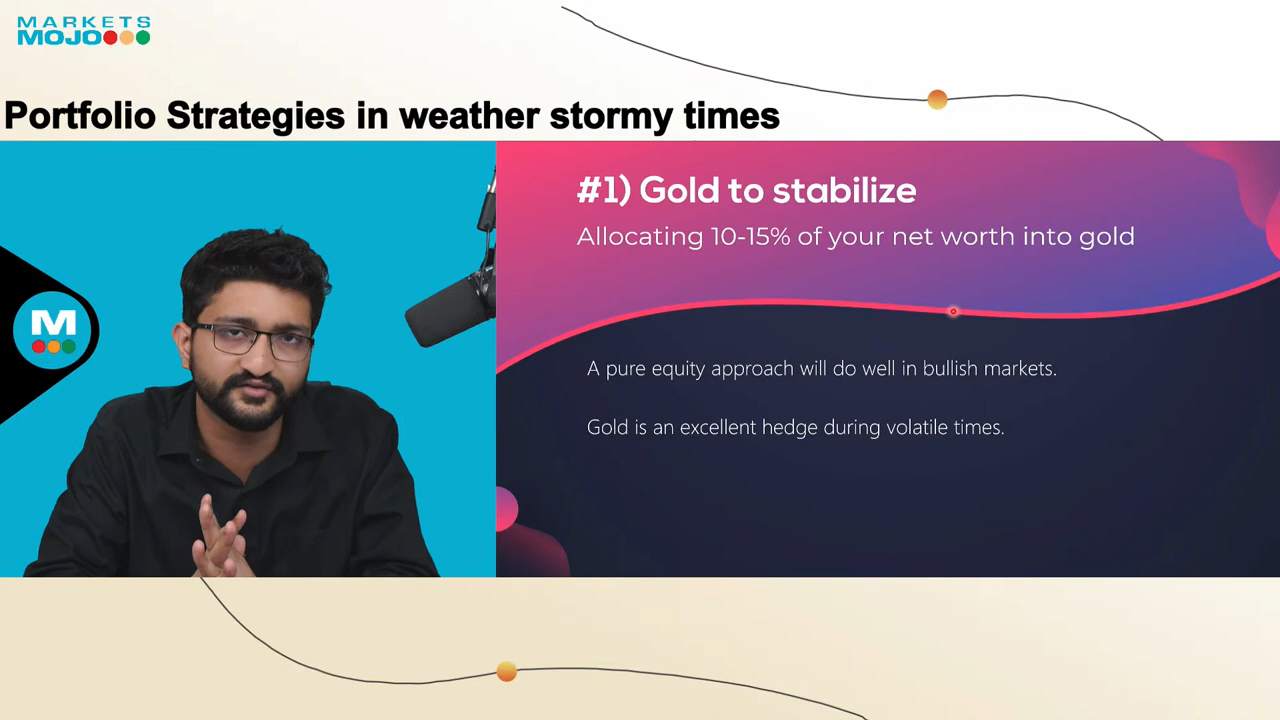 MARKETS
MOJO
Portfolio Strategies in weather stormy times
M
#1) Gold to stabilize
Allocating 10-15% of your net worth into gold
A pure equity approach will do well in bullish markets.
Gold is an excellent hedge during volatile times.